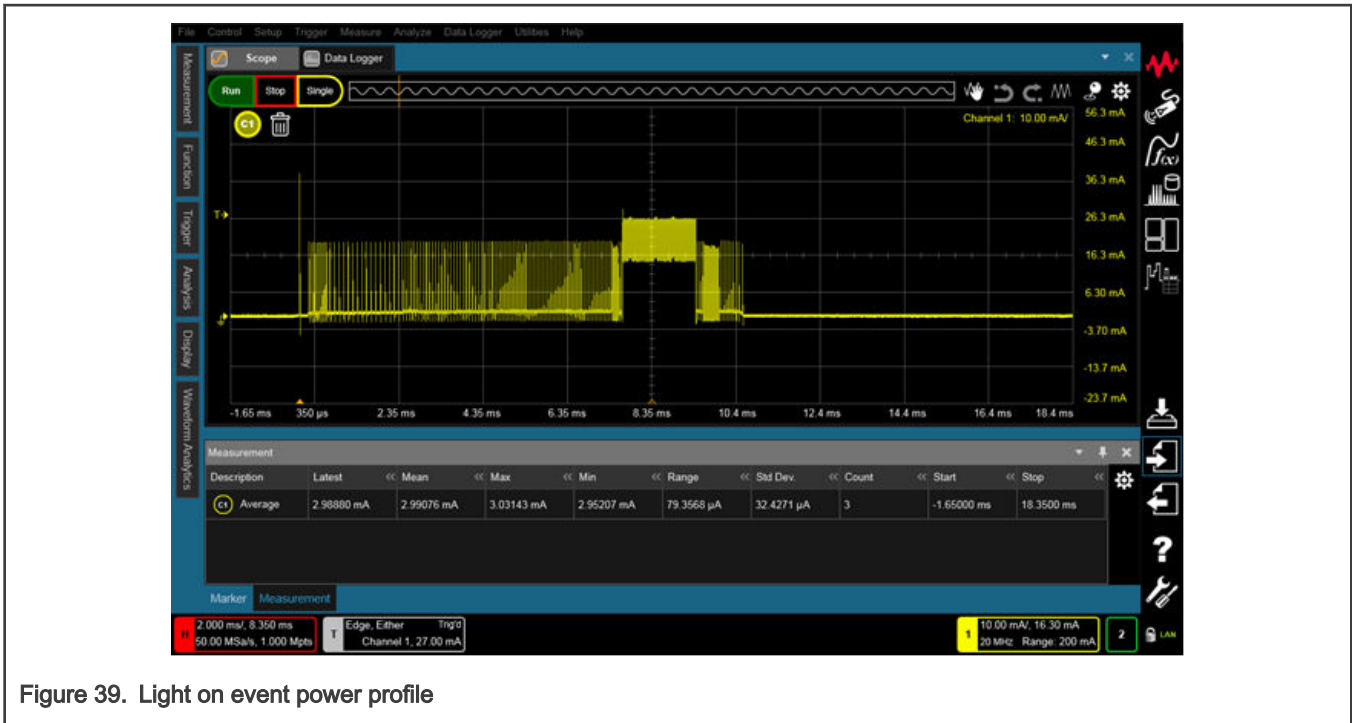 File Control Setup Trigger Measure Analyze Data Logger Utilities Help
Scope Data Logger
Run Stop Single
C1
Channel 1: 10.00 mA/
56.3 mA
46.3 mA
36.3 mA
26.3 mA
16.3 mA
6.30 mA
-3.70 mA
-13.7 mA
-23.7 mA
T
-1.65 ms 350 µs 2.35 ms 4.35 ms 6.35 ms 8.35 ms 10.4 ms 12.4 ms 14.4 ms 16.4 ms 18.4 ms
Measurement
Function
Trigger
Analysis
Display
Waveform Analytics
f(x)
Measurement
Description Latest << Mean << Max << Min << Range << Std Dev. << Count << Start << Stop <<
C1 Average 2.98880 mA 2.99076 mA 3.03143 mA 2.95207 mA 79.3568 µA 32.4271 µA 3 -1.65000 ms 18.3500 ms
?
Marker Measurement
H 2.000 ms/, 8.350 ms
50.00 MSa/s, 1.000 Mpts
T Edge, Either Trig'd
Channel 1, 27.00 mA
1 10.00 mA/, 16.30 mA
20 MHz Range: 200 mA
2
LAN
Figure 39. Light on event power profile